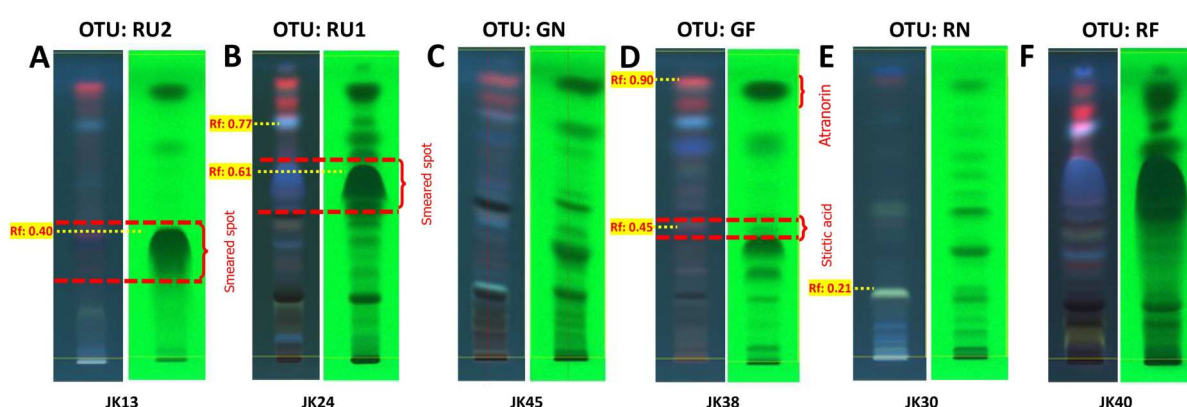 OTU: RU2
OTU: RU1
OTU: GN
OTU: GF
OTU: RN
OTU: RF
A
B
C
D
E
F
Rf: 0.77
Rf: 0.61
Rf: 0.40
Rf: 0.90
Rf: 0.45
Rf: 0.21
Smeared spot
Smeared spot
Atranorin
Stictic acid
JK13
JK24
JK45
JK38
JK30
JK40